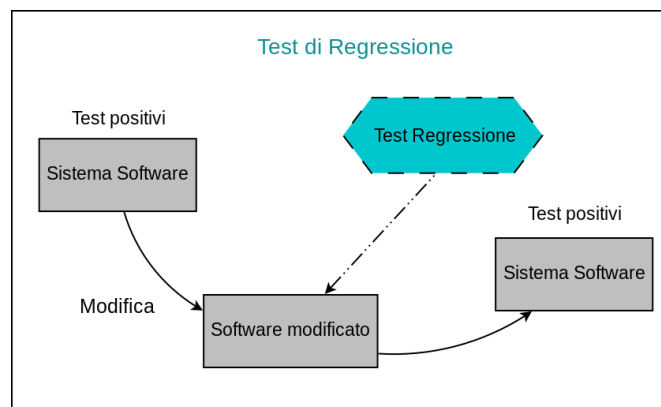 Test di Regressione
Test positivi
Sistema Software
Test Regressione
Test positivi
Sistema Software
Modifica
Software modificato